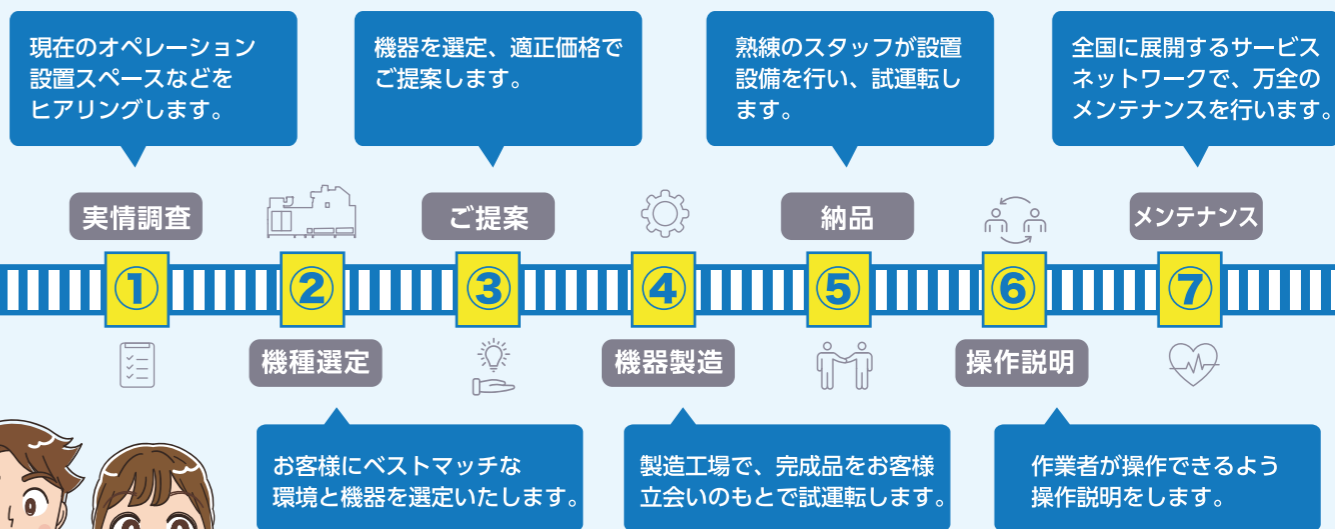 現在のオペレーション
設置スペースなどを
ヒアリングします。
機器を選定、適正価格で
ご提案します。
熟練のスタッフが設置
設備を行い、試運転し
ます。
全国に展開するサービス
ネットワークで、万全の
メンテナンスを行います。
実情調査
ご提案
納品
メンテナンス
①
②
③
④
⑤
⑥
⑦
機種選定
機器製造
操作説明
お客様にベストマッチな
環境と機器を選定いたします。
製造工場で、完成品をお客様
立会いのもとで試運転します。
作業者が操作できるよう
操作説明をします。